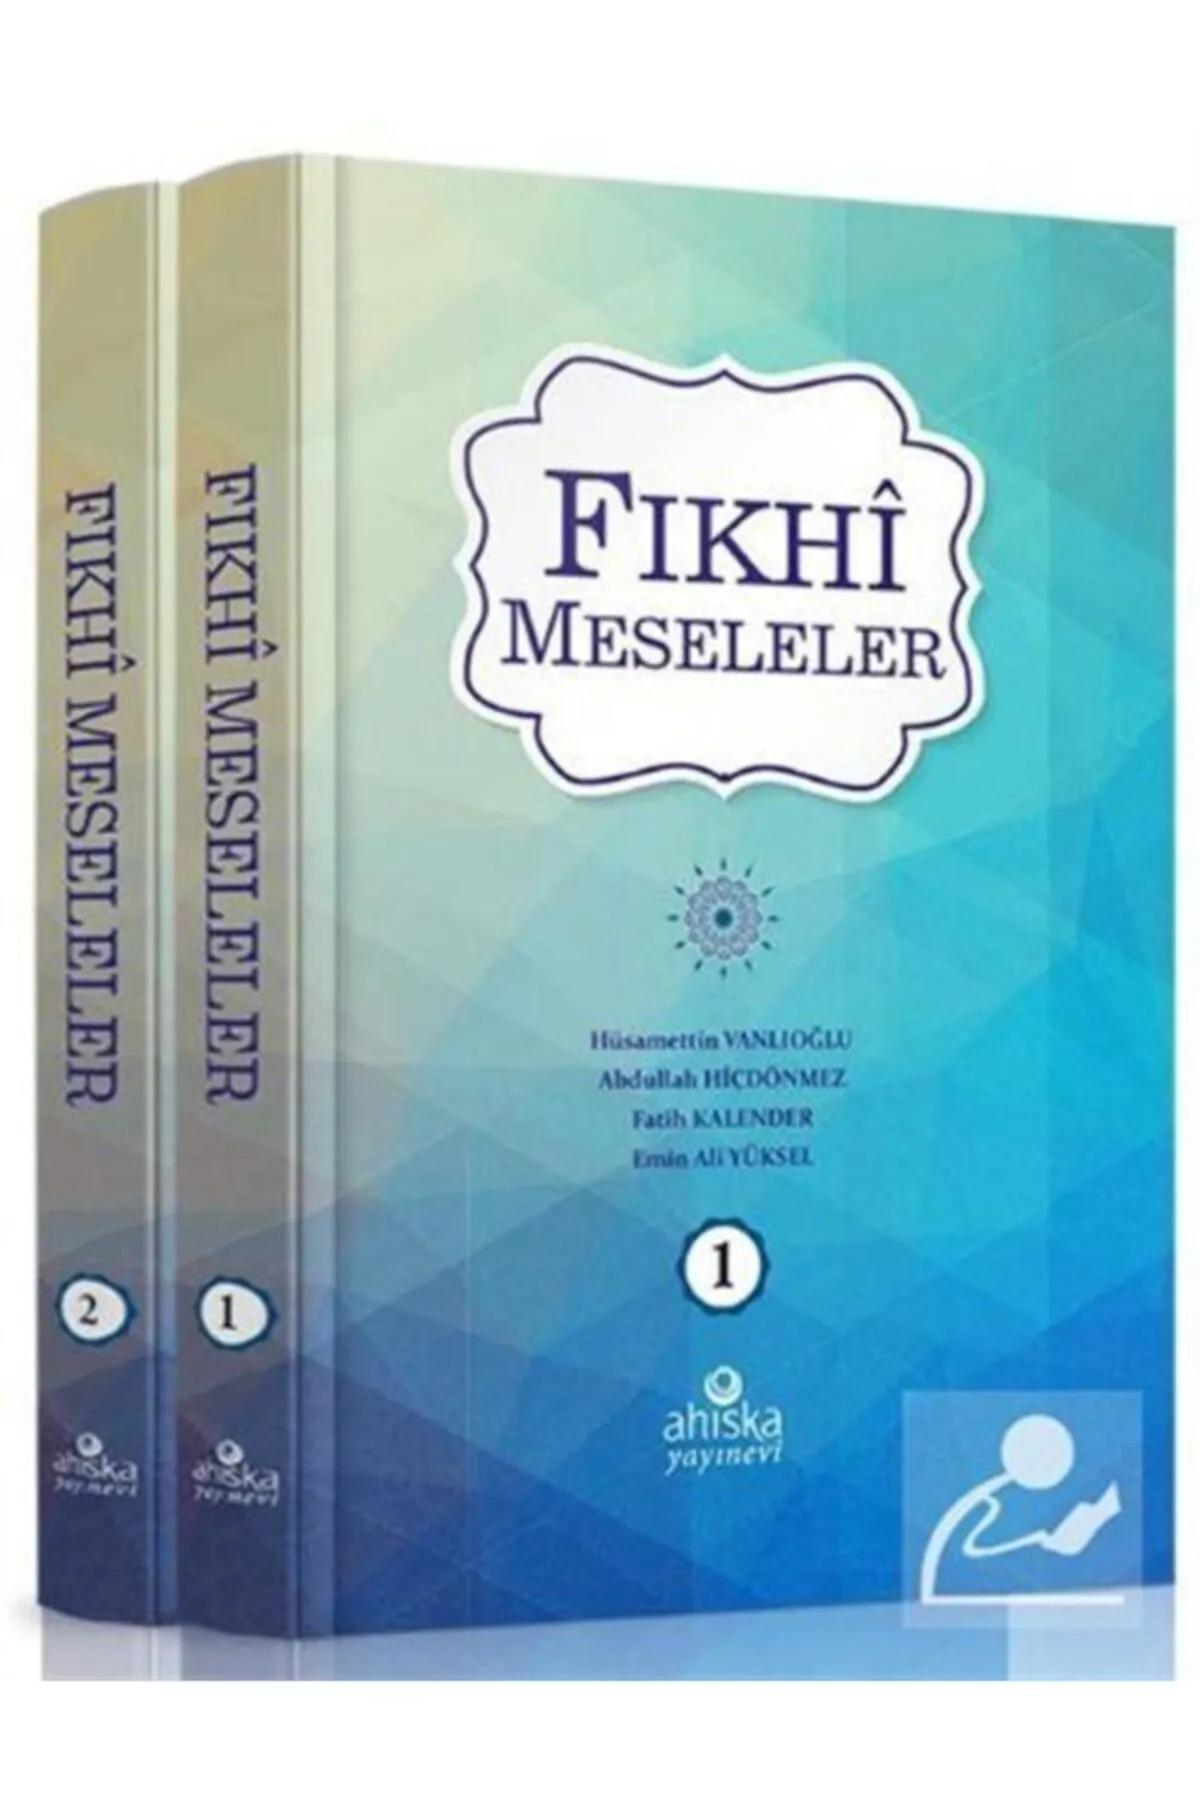 FIKHÎ MESELELER
2
ahıska
yayınevi
FIKHÎ MESELELER
1
ahıska
yayınevi
FIKHÎ
MESELELER
Hüsamettin VANLIOĞLU
Abdullah HİÇDÖNMEZ
Fatih KALENDER
Emin Ali YÜKSEL
1
ahıska
yayınevi